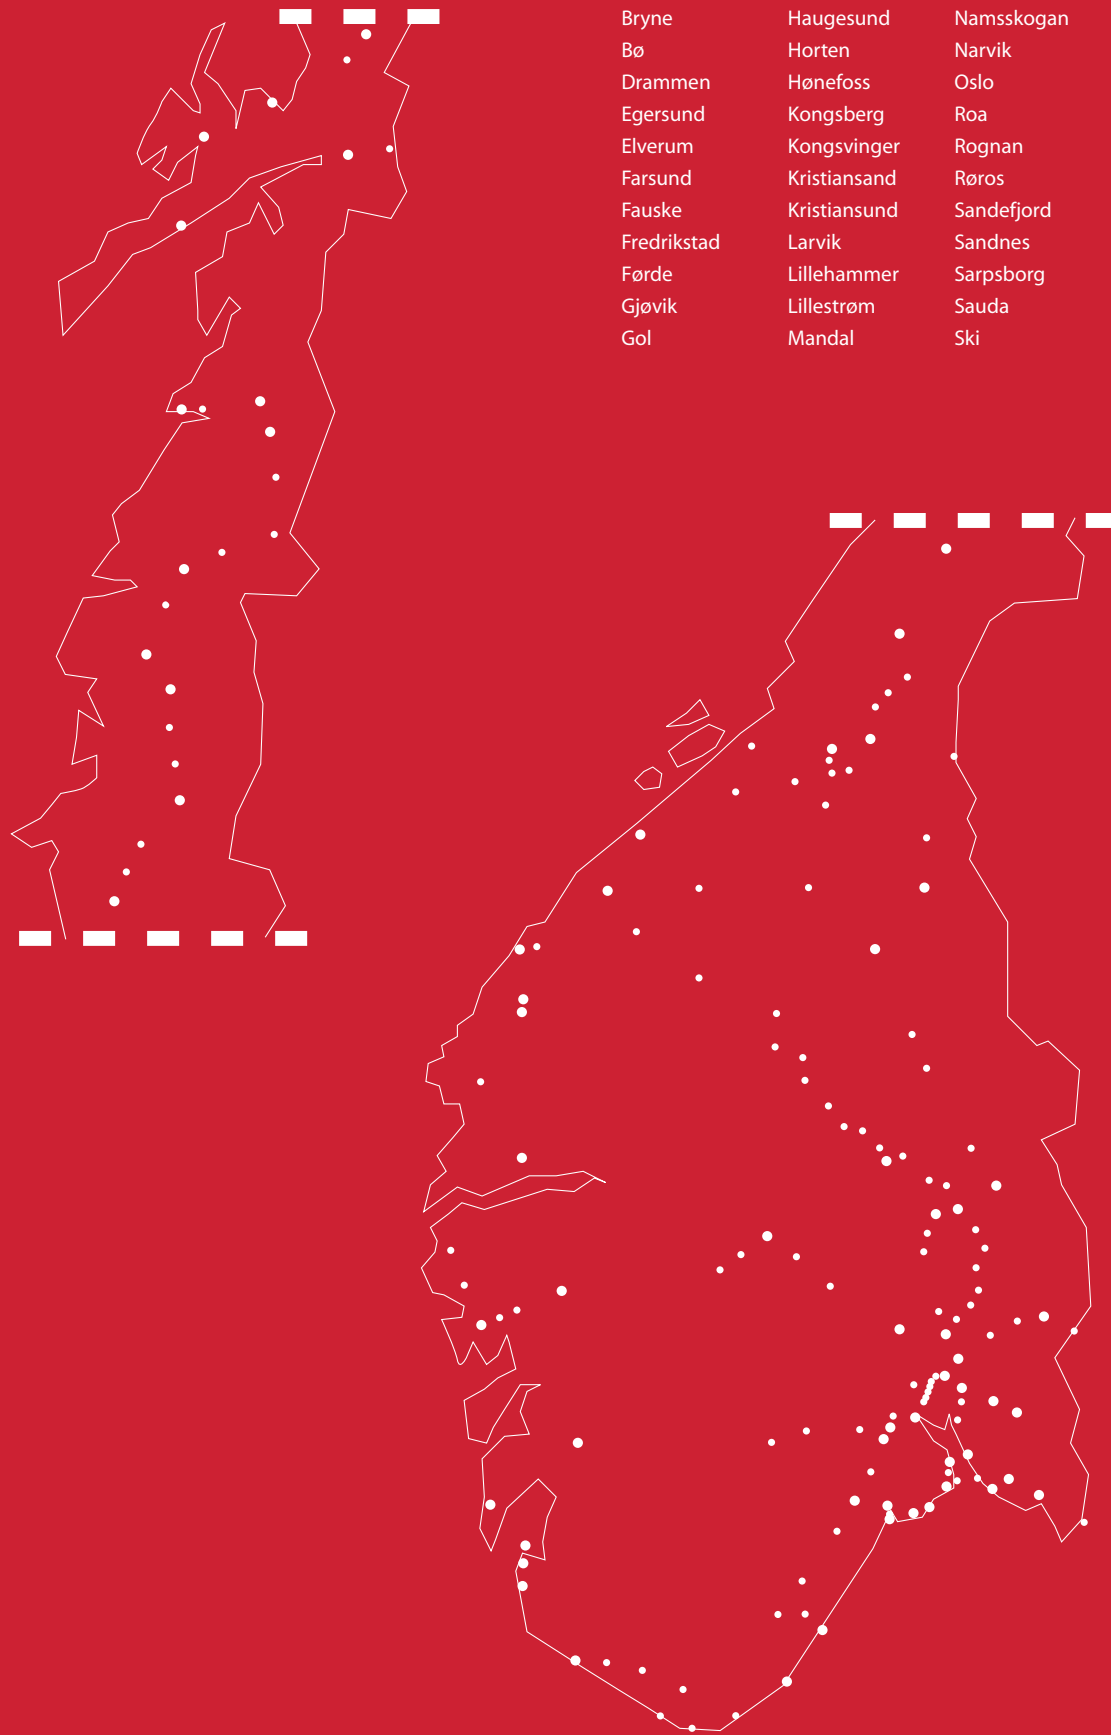 Bryne Haugesund Namsskogan
Bø Horten Narvik
Drammen Hønefoss Oslo
Egersund Kongsberg Roa
Elverum Kongsvinger Rognan
Farsund Kristiansand Røros
Fauske Kristiansund Sandefjord
Fredrikstad Larvik Sandnes
Førde Lillehammer Sarpsborg
Gjøvik Lillestrøm Sauda
Gol Mandal Ski